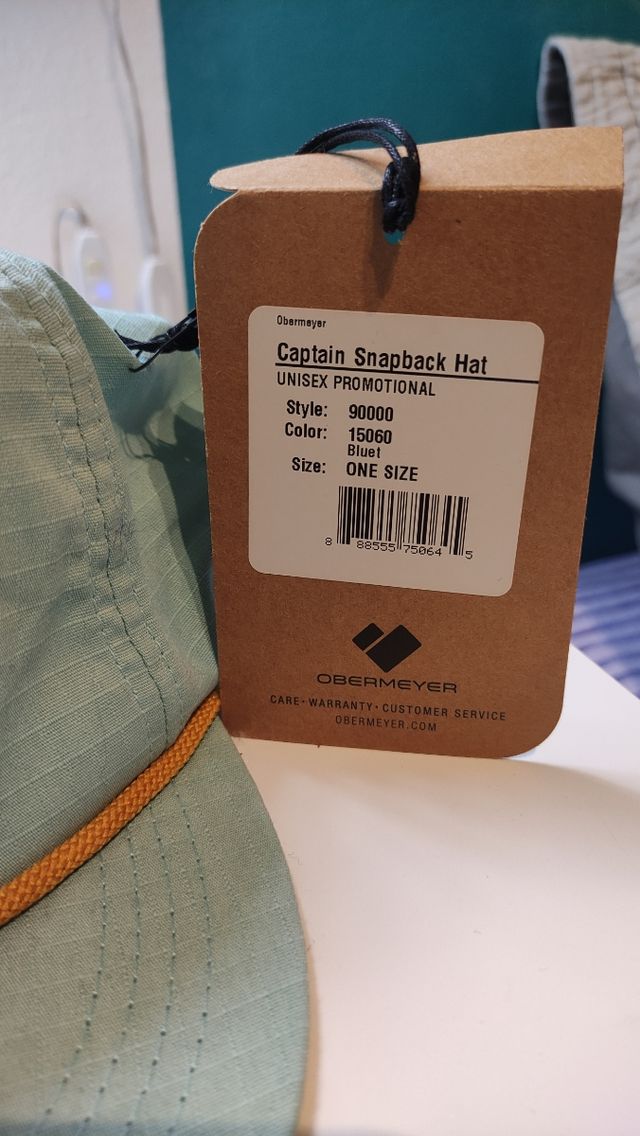 Obermeyer
Captain Snapback Hat
UNISEX PROMOTIONAL
Style: 90000
Color: 15060
Bluet
Size: ONE SIZE
8 88555 75064 5
OBERMEYER
CARE · WARRANTY · CUSTOMER SERVICE
OBERMEYER.COM